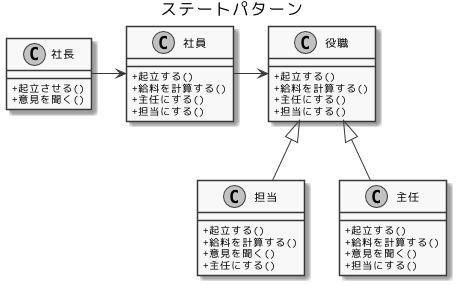 ステートパターン
C 社長
+起立させる()
+意見を聞く()
C 社員
+起立する()
+給料を計算する()
+主任にする()
+担当にする()
C 役職
+起立する()
+給料を計算する()
+主任にする()
+担当にする()
C 担当
+起立する()
+給料を計算する()
+意見を聞く()
+主任にする()
C 主任
+起立する()
+給料を計算する()
+意見を聞く()
+担当にする()